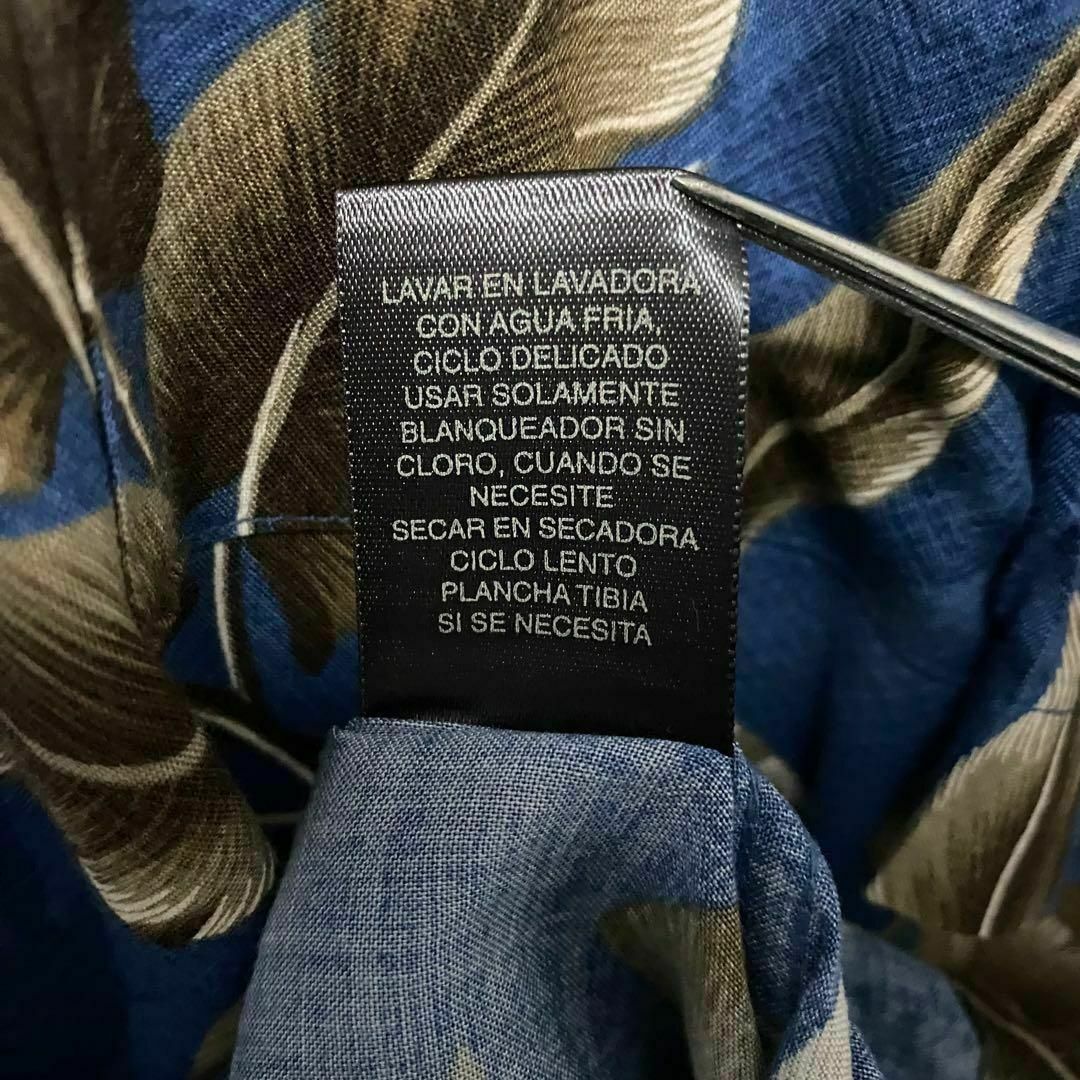 LAVAR EN LAVADORA
CON AGUA FRIA,
CICLO DELICADO
USAR SOLAMENTE
BLANQUEADOR SIN
CLORO, CUANDO SE
NECESITE
SECAR EN SECADORA
CICLO LENTO
PLANCHA TIBIA
SI SE NECESITA